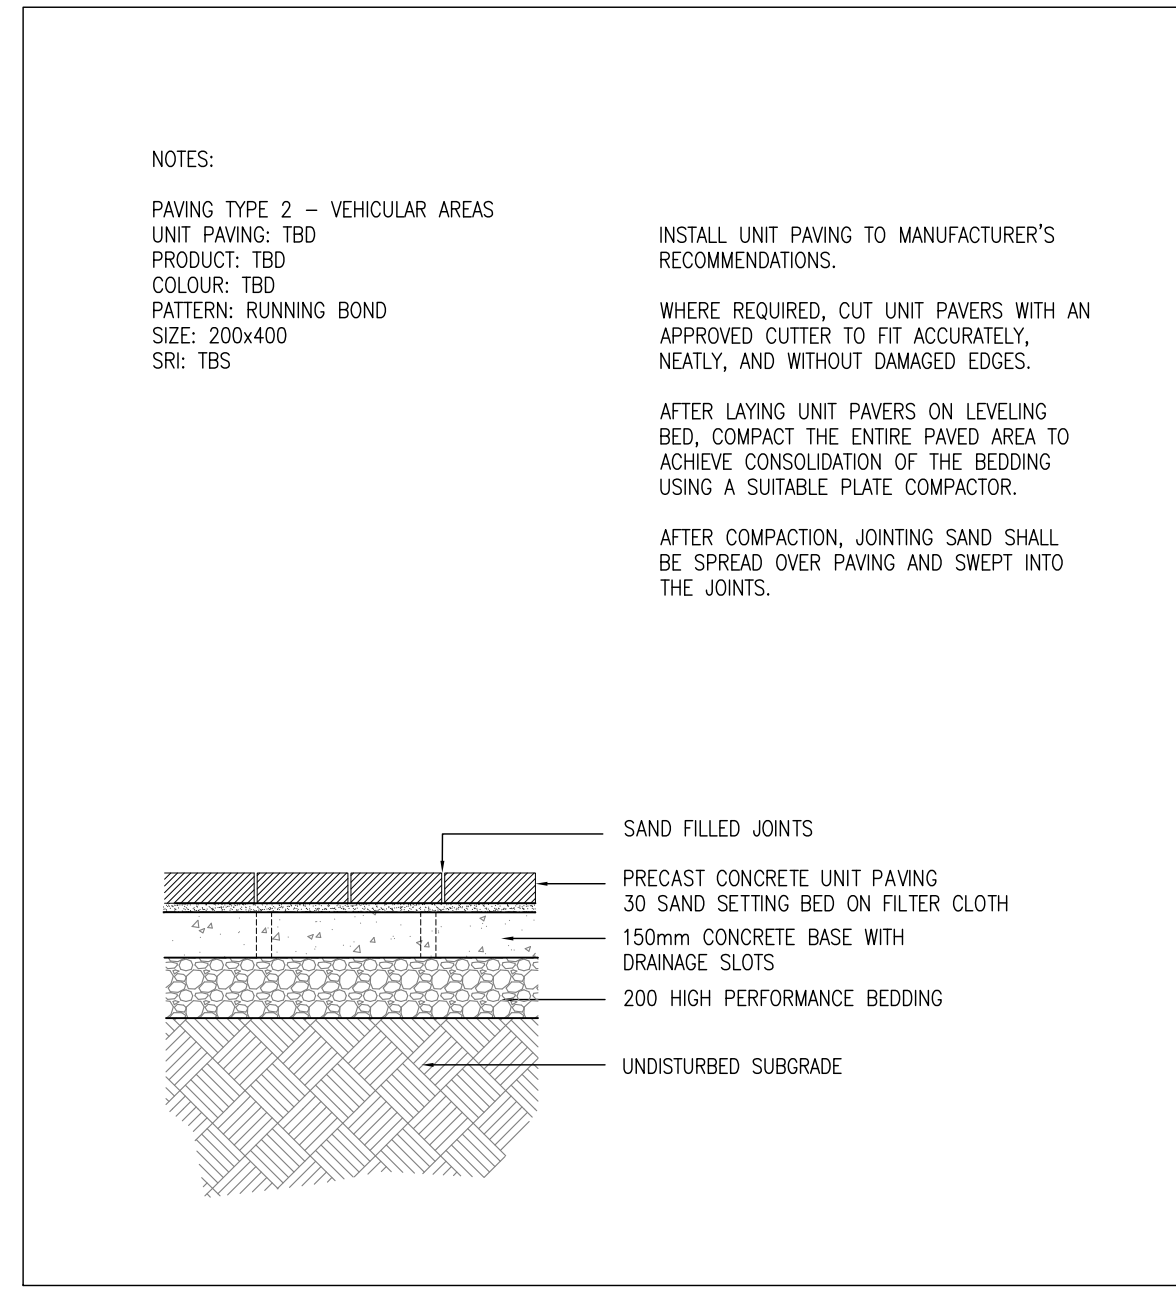 NOTES:
PAVING TYPE 2 – VEHICULAR AREAS
UNIT PAVING: TBD
PRODUCT: TBD
COLOUR: TBD
PATTERN: RUNNING BOND
SIZE: 200x400
SRI: TBS
INSTALL UNIT PAVING TO MANUFACTURER'S
RECOMMENDATIONS.
WHERE REQUIRED, CUT UNIT PAVERS WITH AN
APPROVED CUTTER TO FIT ACCURATELY,
NEATLY, AND WITHOUT DAMAGED EDGES.
AFTER LAYING UNIT PAVERS ON LEVELING
BED, COMPACT THE ENTIRE PAVED AREA TO
ACHIEVE CONSOLIDATION OF THE BEDDING
USING A SUITABLE PLATE COMPACTOR.
AFTER COMPACTION, JOINTING SAND SHALL
BE SPREAD OVER PAVING AND SWEPT INTO
THE JOINTS.
SAND FILLED JOINTS
PRECAST CONCRETE UNIT PAVING
30 SAND SETTING BED ON FILTER CLOTH
150mm CONCRETE BASE WITH
DRAINAGE SLOTS
200 HIGH PERFORMANCE BEDDING
UNDISTURBED SUBGRADE